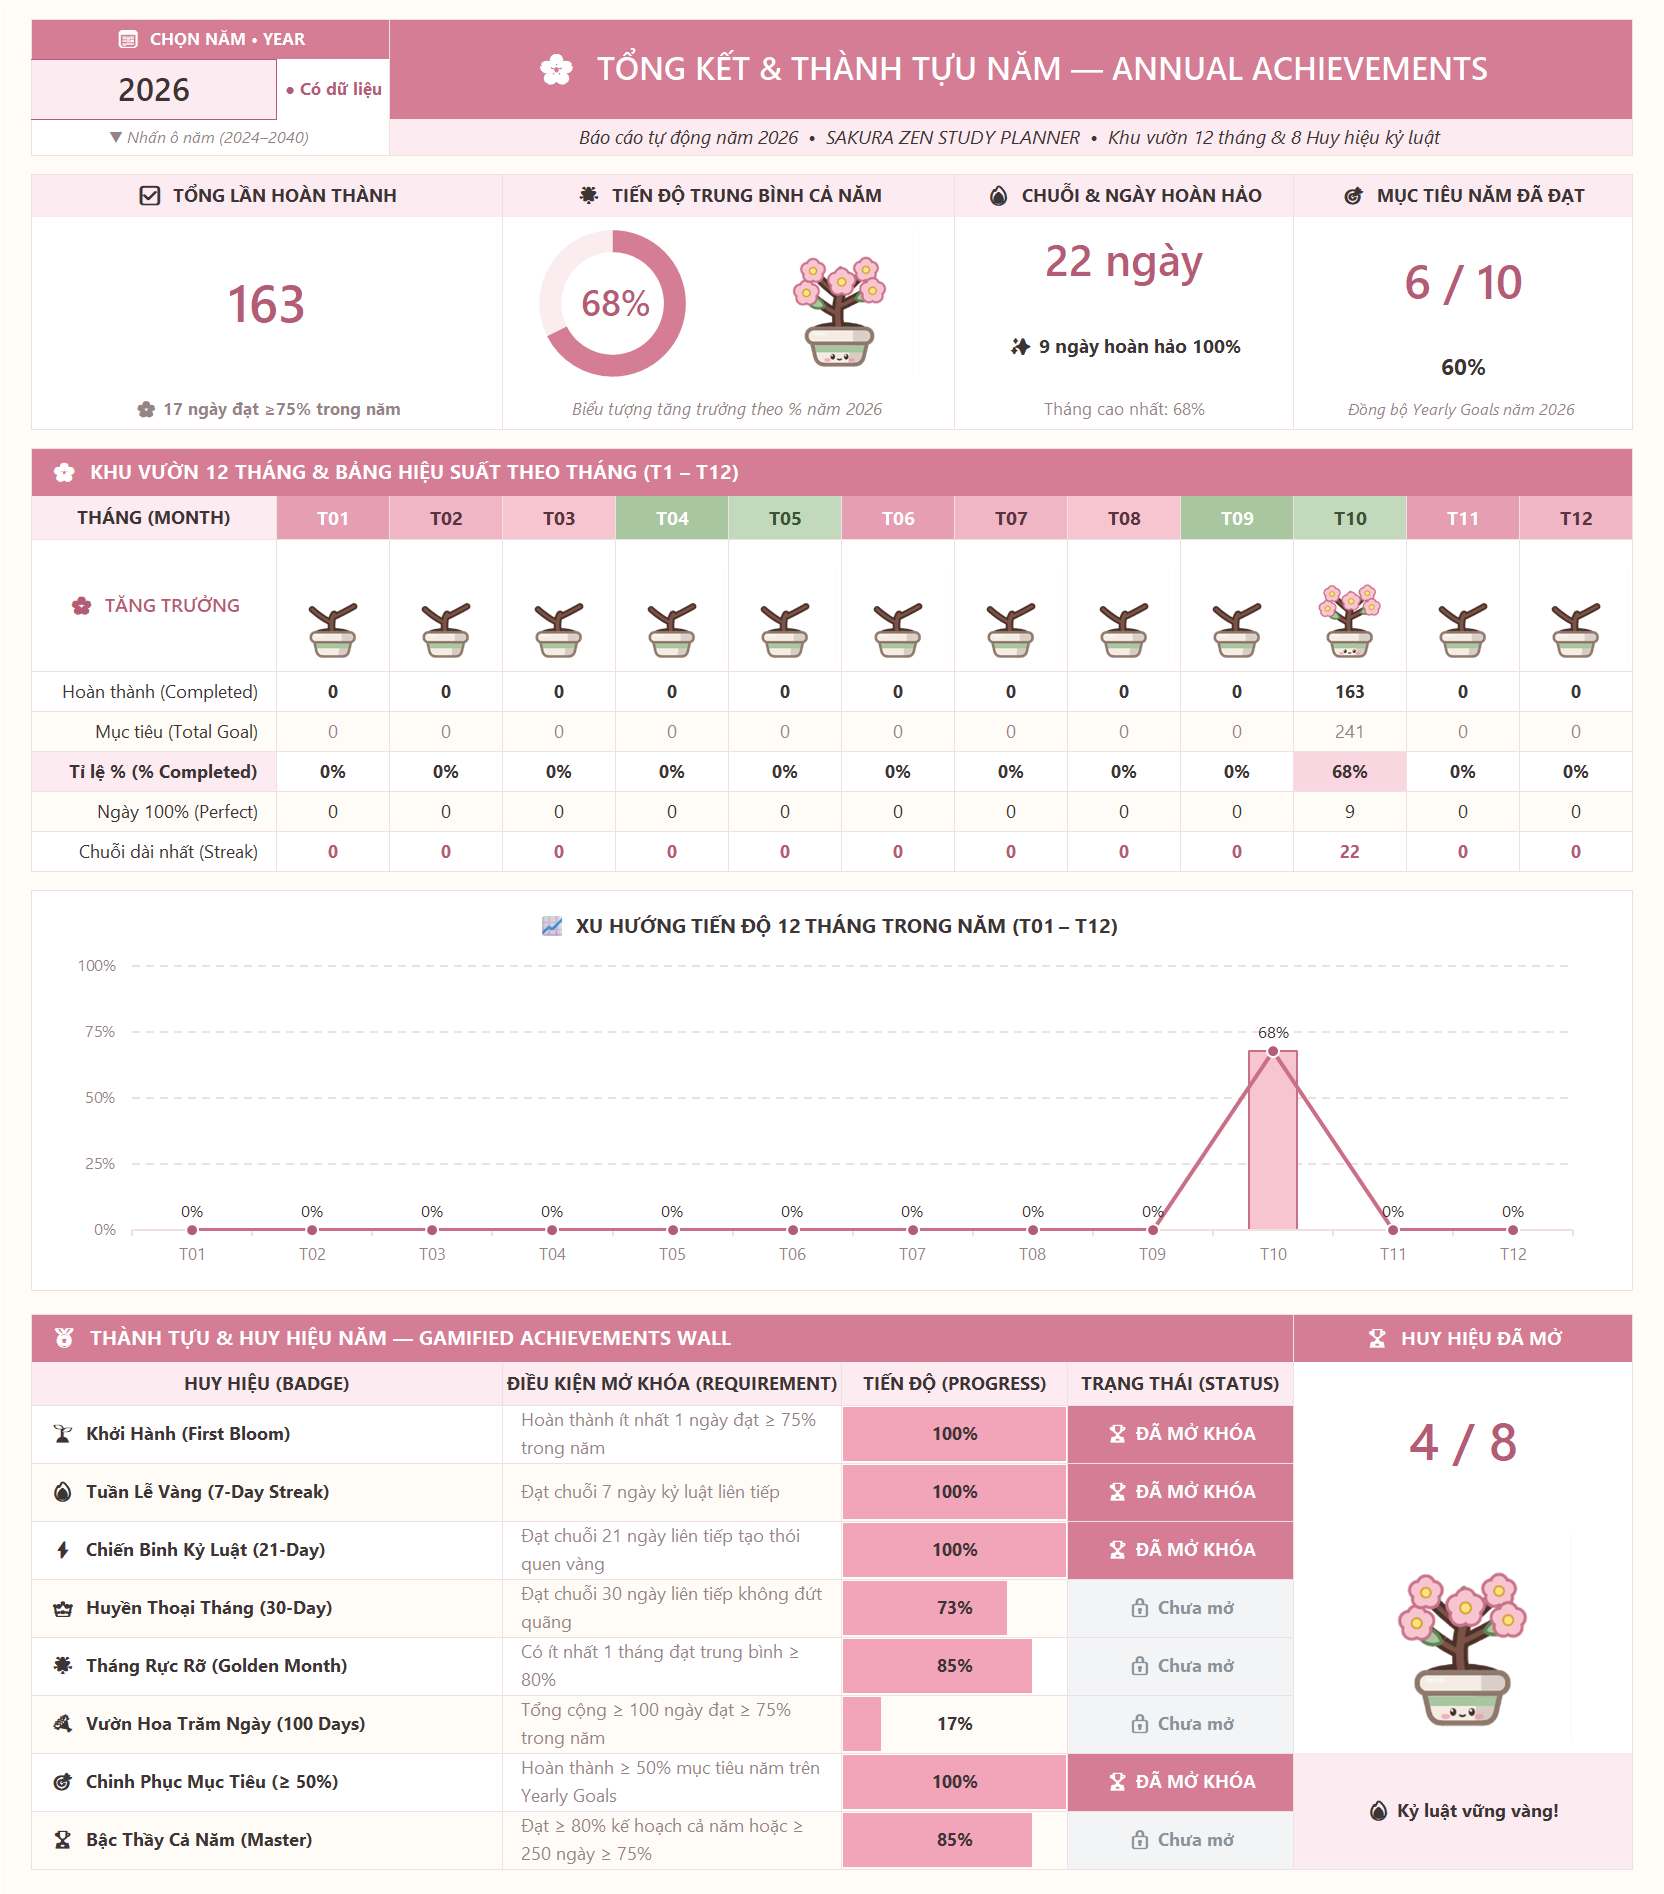 CHỌN NĂM • YEAR
2026
• Có dữ liệu
▼ Nhấn ô năm (2024–2040)
TỔNG KẾT & THÀNH TỰU NĂM — ANNUAL ACHIEVEMENTS
Báo cáo tự động năm 2026 • SAKURA ZEN STUDY PLANNER • Khu vườn 12 tháng & 8 Huy hiệu kỷ luật
TỔNG LẦN HOÀN THÀNH
163
17 ngày đạt ≥75% trong năm
TIẾN ĐỘ TRUNG BÌNH CẢ NĂM
68%
Biểu tượng tăng trưởng theo % năm 2026
CHUỖI & NGÀY HOÀN HẢO
22 ngày
9 ngày hoàn hảo 100%
Tháng cao nhất: 68%
MỤC TIÊU NĂM ĐÃ ĐẠT
6 / 10
60%
Đồng bộ Yearly Goals năm 2026
KHU VƯỜN 12 THÁNG & BẢNG HIỆU SUẤT THEO THÁNG (T1 – T12)
THÁNG (MONTH) T01 T02 T03 T04 T05 T06 T07 T08 T09 T10 T11 T12
TĂNG TRƯỞNG
Hoàn thành (Completed) 0 0 0 0 0 0 0 0 0 163 0 0
Mục tiêu (Total Goal) 0 0 0 0 0 0 0 0 0 241 0 0
Tỉ lệ % (% Completed) 0% 0% 0% 0% 0% 0% 0% 0% 0% 68% 0% 0%
Ngày 100% (Perfect) 0 0 0 0 0 0 0 0 0 9 0 0
Chuỗi dài nhất (Streak) 0 0 0 0 0 0 0 0 0 22 0 0
XU HƯỚNG TIẾN ĐỘ 12 THÁNG TRONG NĂM (T01 – T12)
100%
75%
68%
50%
25%
0% 0% 0% 0% 0% 0% 0% 0% 0% 0% 0%
0%
T01 T02 T03 T04 T05 T06 T07 T08 T09 T10 T11 T12
THÀNH TỰU & HUY HIỆU NĂM — GAMIFIED ACHIEVEMENTS WALL
HUY HIỆU (BADGE) ĐIỀU KIỆN MỞ KHÓA (REQUIREMENT) TIẾN ĐỘ (PROGRESS) TRẠNG THÁI (STATUS)
Khởi Hành (First Bloom)
Hoàn thành ít nhất 1 ngày đạt ≥ 75%
trong năm
100%
ĐÃ MỞ KHÓA
Tuần Lễ Vàng (7-Day Streak)
Đạt chuỗi 7 ngày kỷ luật liên tiếp
100%
ĐÃ MỞ KHÓA
Chiến Binh Kỷ Luật (21-Day)
Đạt chuỗi 21 ngày liên tiếp tạo thói
quen vàng
100%
ĐÃ MỞ KHÓA
Huyền Thoại Tháng (30-Day)
Đạt chuỗi 30 ngày liên tiếp không đứt
quãng
73%
Chưa mở
Tháng Rực Rỡ (Golden Month)
Có ít nhất 1 tháng đạt trung bình ≥
80%
85%
Chưa mở
Vườn Hoa Trăm Ngày (100 Days)
Tổng cộng ≥ 100 ngày đạt ≥ 75%
trong năm
17%
Chưa mở
Chinh Phục Mục Tiêu (≥ 50%)
Hoàn thành ≥ 50% mục tiêu năm trên
Yearly Goals
100%
ĐÃ MỞ KHÓA
Bậc Thầy Cả Năm (Master)
Đạt ≥ 80% kế hoạch cả năm hoặc ≥
250 ngày ≥ 75%
85%
Chưa mở
HUY HIỆU ĐÃ MỞ
4 / 8
Kỷ luật vững vàng!